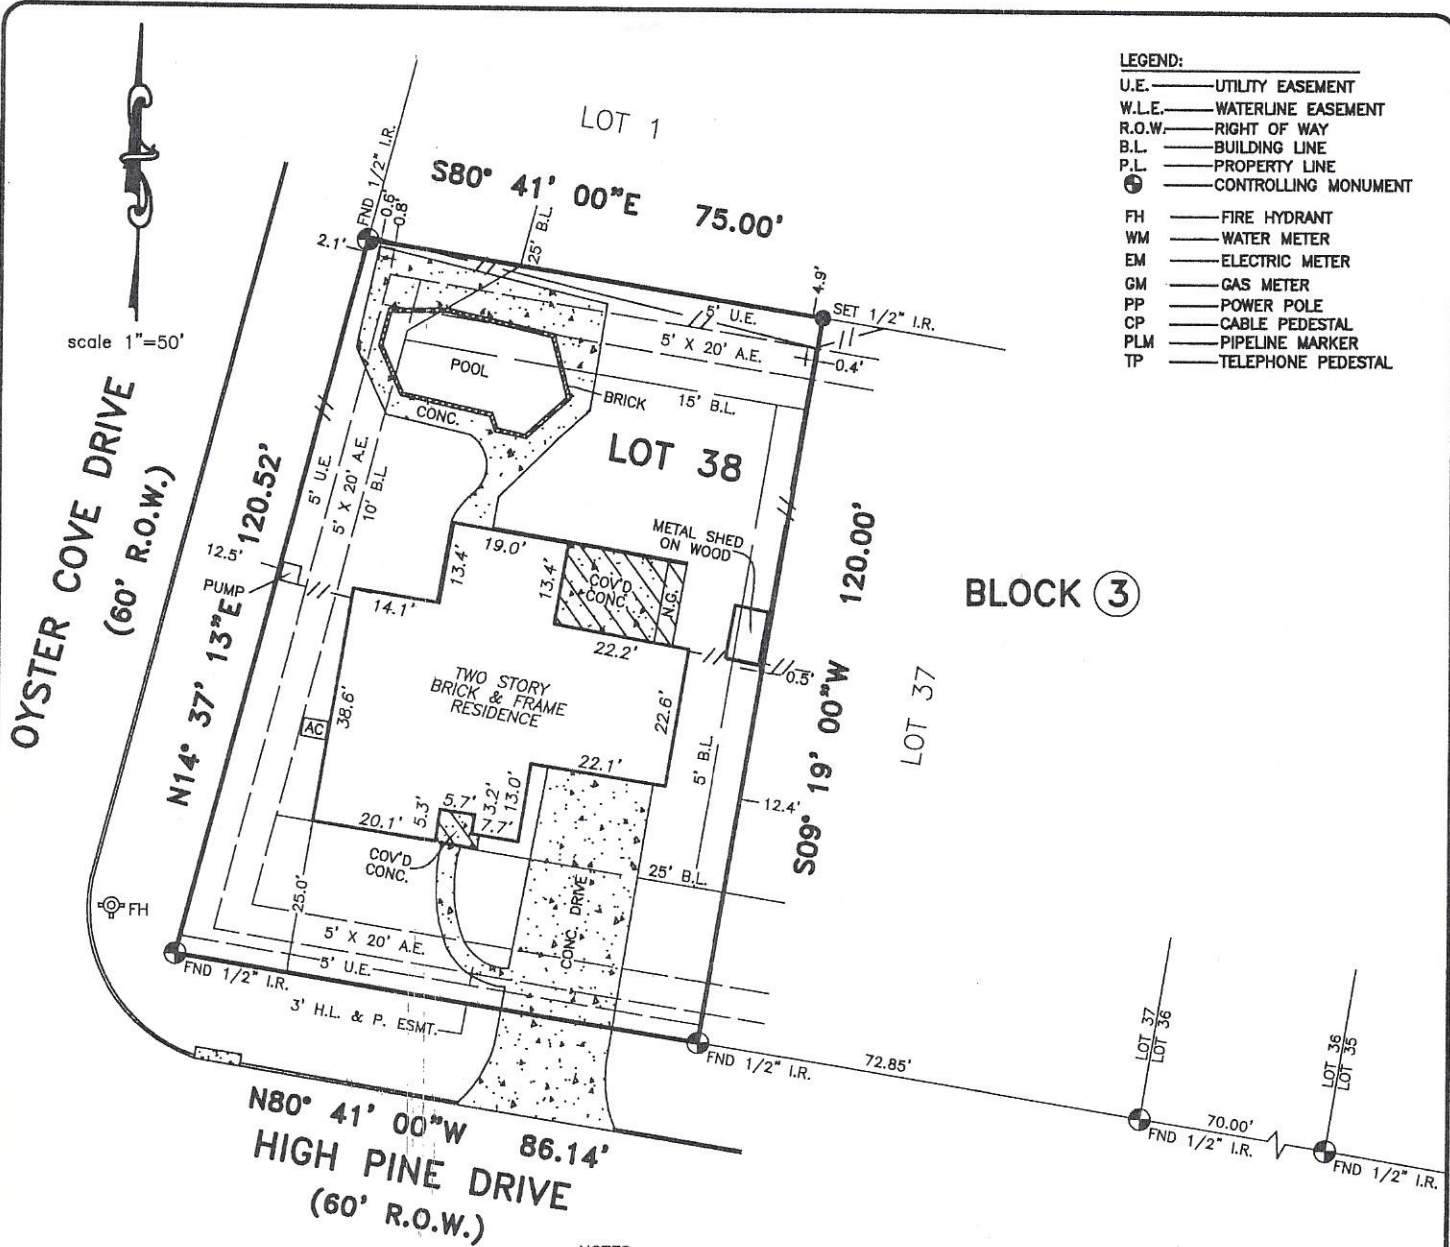 LEGEND:
U.E. UTILITY EASEMENT
W.L.E. WATERLINE EASEMENT
R.O.W. RIGHT OF WAY
B.L. BUILDING LINE
P.L. PROPERTY LINE
CONTROLLING MONUMENT
FH FIRE HYDRANT
WM WATER METER
EM ELECTRIC METER
GM GAS METER
PP POWER POLE
CP CABLE PEDESTAL
PLM PIPELINE MARKER
TP TELEPHONE PEDESTAL
scale 1"=50'
LOT 1
S80° 41' 00"E 75.00'
FND 1/2" I.R.
0.6'
0.8'
2.1'
25' B.L.
4.9'
SET 1/2" I.R.
5' U.E.
5' X 20' A.E.
0.4'
15' B.L.
POOL
BRICK
CONC.
LOT 38
OYSTER COVE DRIVE
(60' R.O.W.)
N14° 37' 13"E 120.52'
5' U.E.
5' X 20' A.E.
10' B.L.
12.5'
PUMP
METAL SHED
ON WOOD
19.0'
13.4'
13.4'
14.1'
COV'D
CONC.
N.G.
22.2'
TWO STORY
BRICK & FRAME
RESIDENCE
38.6'
AC
22.6'
22.1'
0.5'
5' B.L.
12.4'
S09° 19' 00"W 120.00'
LOT 37
BLOCK 3
20.1'
5.3'
5.7'
3.2'
7.7'
13.0'
COV'D
CONC.
25' B.L.
25.0'
CONC. DRIVE
FH
5' X 20' A.E.
5' U.E.
FND 1/2" I.R.
3' H.L. & P. ESMT.
FND 1/2" I.R.
72.85'
LOT 37
LOT 36
FND 1/2" I.R.
70.00'
LOT 36
LOT 35
FND 1/2" I.R.
N80° 41' 00"W 86.14'
HIGH PINE DRIVE
(60' R.O.W.)